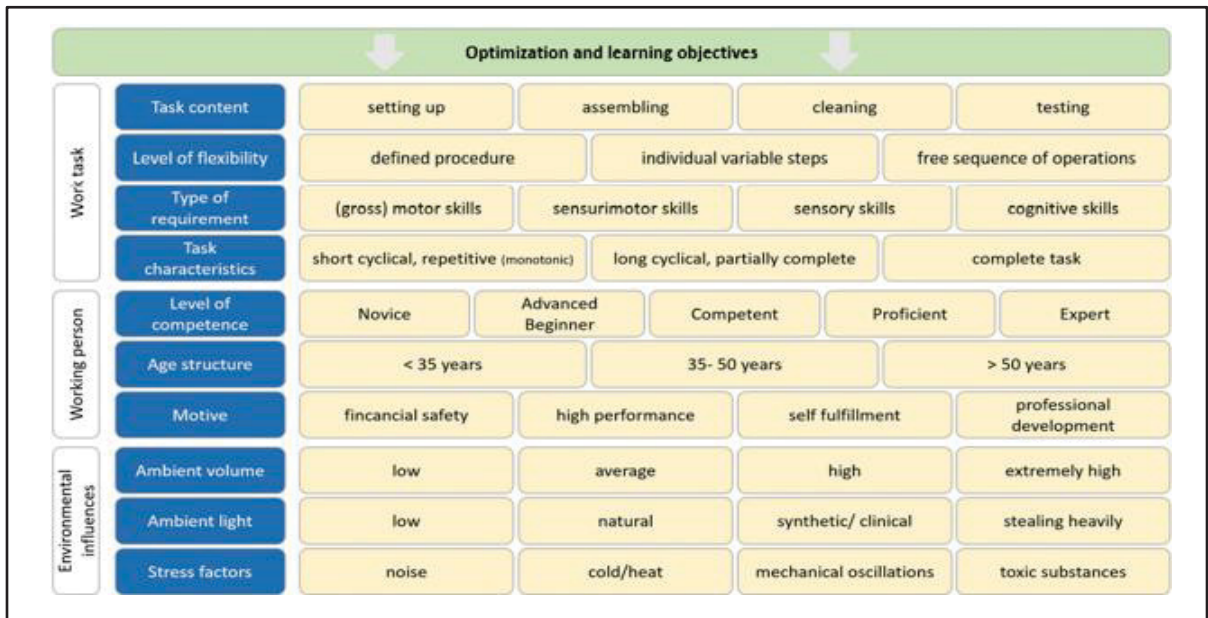 Optimization and learning objectives
Work task
Task content
setting up
assembling
cleaning
testing
Level of flexibility
defined procedure
individual variable steps
free sequence of operations
Type of
requirement
(gross) motor skills
sensurimotor skills
sensory skills
cognitive skills
Task
characteristics
short cyclical, repetitive (monotonic)
long cyclical, partially complete
complete task
Working person
Level of
competence
Novice
Advanced
Beginner
Competent
Proficient
Expert
Age structure
< 35 years
35- 50 years
> 50 years
Motive
fincancial safety
high performance
self fulfillment
professional
development
Environmental
influences
Ambient volume
low
average
high
extremely high
Ambient light
low
natural
synthetic/ clinical
stealing heavily
Stress factors
noise
cold/heat
mechanical oscillations
toxic substances